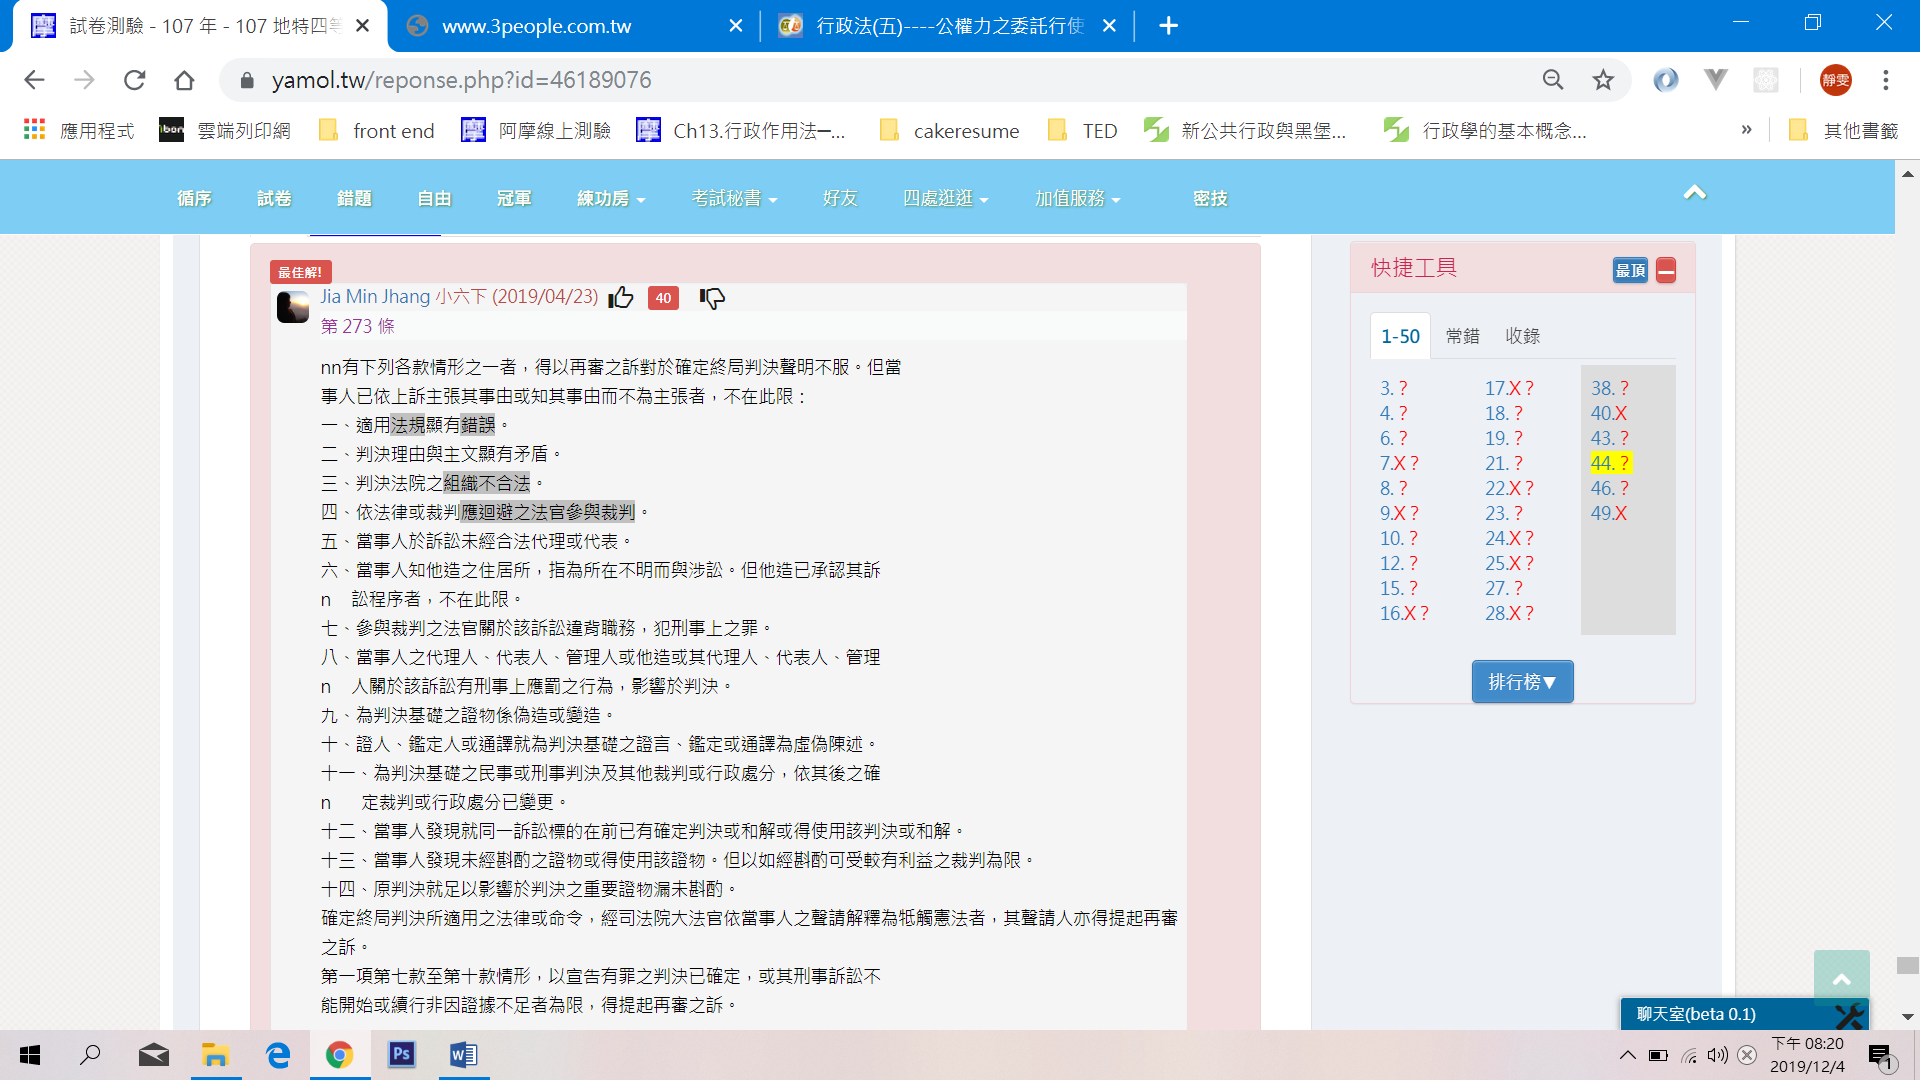 試卷測驗 - 107 年 - 107 地特四等
www.3people.com.tw
行政法(五)----公權力之委託行使
yamol.tw/reponse.php?id=46189076
靜雯
應用程式
ibon
雲端列印網
front end
阿摩線上測驗
Ch13.行政作用法─...
cakeresume
TED
新公共行政與黑堡...
行政學的基本概念...
»
其他書籤
循序
試卷
錯題
自由
冠軍
練功房
考試秘書
好友
四處逛逛
加值服務
密技
最佳解!
Jia Min Jhang 小六下 (2019/04/23)
40
第 273 條
nn有下列各款情形之一者，得以再審之訴對於確定終局判決聲明不服。但當
事人已依上訴主張其事由或知其事由而不為主張者，不在此限：
一、適用法規顯有錯誤。
二、判決理由與主文顯有矛盾。
三、判決法院之組織不合法。
四、依法律或裁判應迴避之法官參與裁判。
五、當事人於訴訟未經合法代理或代表。
六、當事人知他造之住居所，指為所在不明而與涉訟。但他造已承認其訴
n 訟程序者，不在此限。
七、參與裁判之法官關於該訴訟違背職務，犯刑事上之罪。
八、當事人之代理人、代表人、管理人或他造或其代理人、代表人、管理
n 人關於該訴訟有刑事上應罰之行為，影響於判決。
九、為判決基礎之證物係偽造或變造。
十、證人、鑑定人或通譯就為判決基礎之證言、鑑定或通譯為虛偽陳述。
十一、為判決基礎之民事或刑事判決及其他裁判或行政處分，依其後之確
n 定裁判或行政處分已變更。
十二、當事人發現就同一訴訟標的在前已有確定判決或和解或得使用該判決或和解。
十三、當事人發現未經斟酌之證物或得使用該證物。但以如經斟酌可受較有利益之裁判為限。
十四、原判決就足以影響於判決之重要證物漏未斟酌。
確定終局判決所適用之法律或命令，經司法院大法官依當事人之聲請解釋為牴觸憲法者，其聲請人亦得提起再審
之訴。
第一項第七款至第十款情形，以宣告有罪之判決已確定，或其刑事訴訟不
能開始或續行非因證據不足者為限，得提起再審之訴。
快捷工具
最頂
1-50
常錯
收錄
3. ?
4. ?
6. ?
7.X ?
8. ?
9.X ?
10. ?
12. ?
15. ?
16.X ?
17.X ?
18. ?
19. ?
21. ?
22.X ?
23. ?
24.X ?
25.X ?
27. ?
28.X ?
38. ?
40.X
43. ?
44. ?
46. ?
49.X
排行榜▼
聊天室(beta 0.1)
Ps
下午 08:20
2019/12/4
1